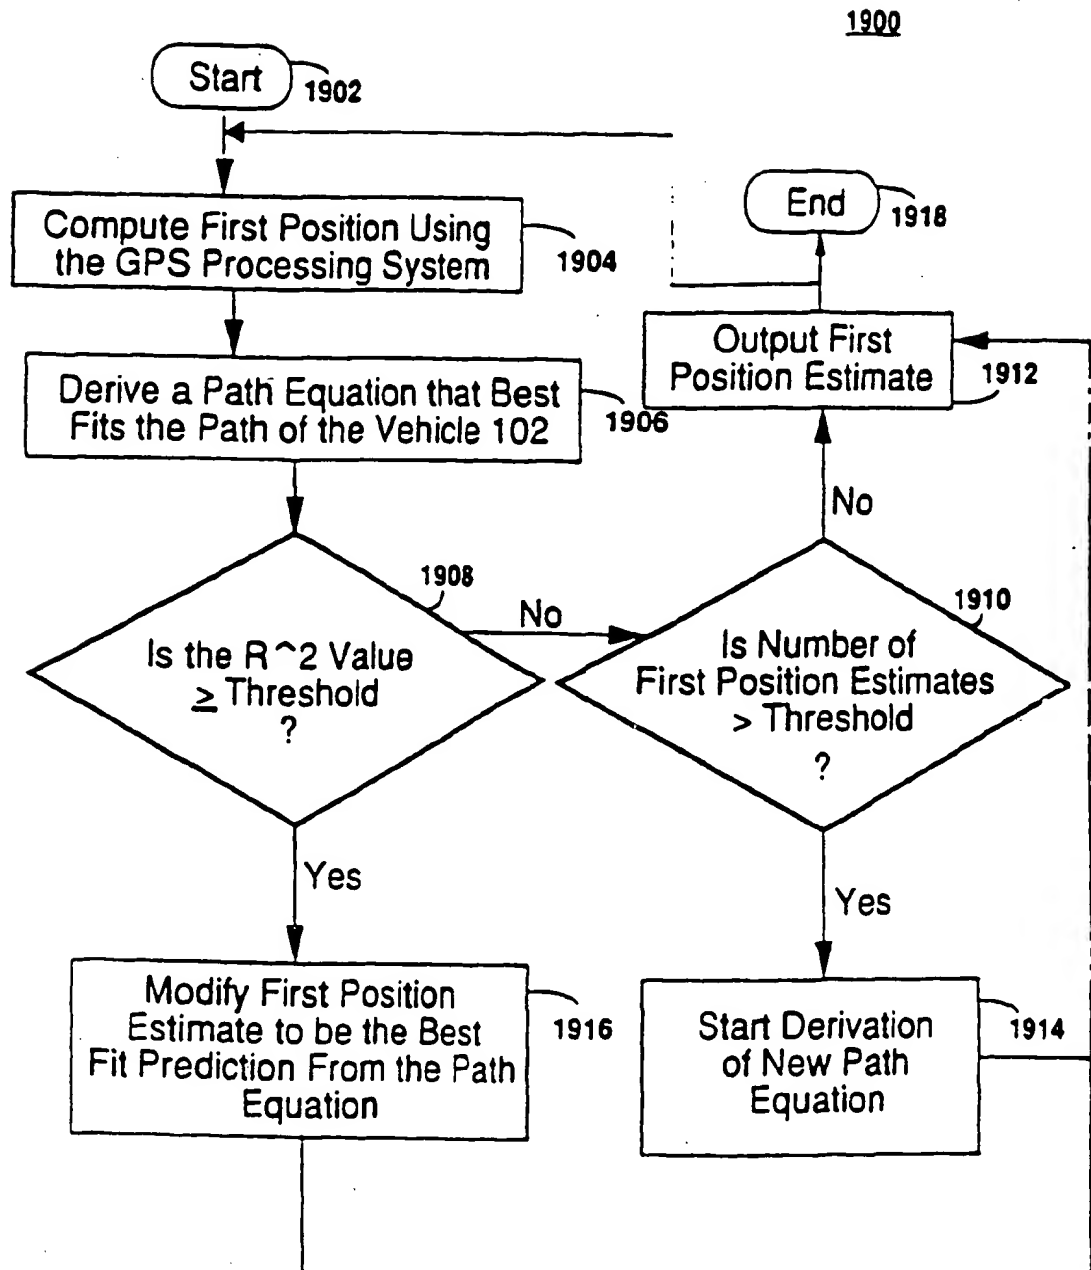 1900
Start
1902
Compute First Position Using
the GPS Processing System
1904
End
1918
Derive a Path Equation that Best
Fits the Path of the Vehicle 102
1906
Output First
Position Estimate
1912
No
1908
Is the R^2 Value
≥ Threshold
?
No
1910
Is Number of
First Position Estimates
> Threshold
?
Yes
Yes
Modify First Position
Estimate to be the Best
Fit Prediction From the Path
Equation
1916
Start Derivation
of New Path
Equation
1914